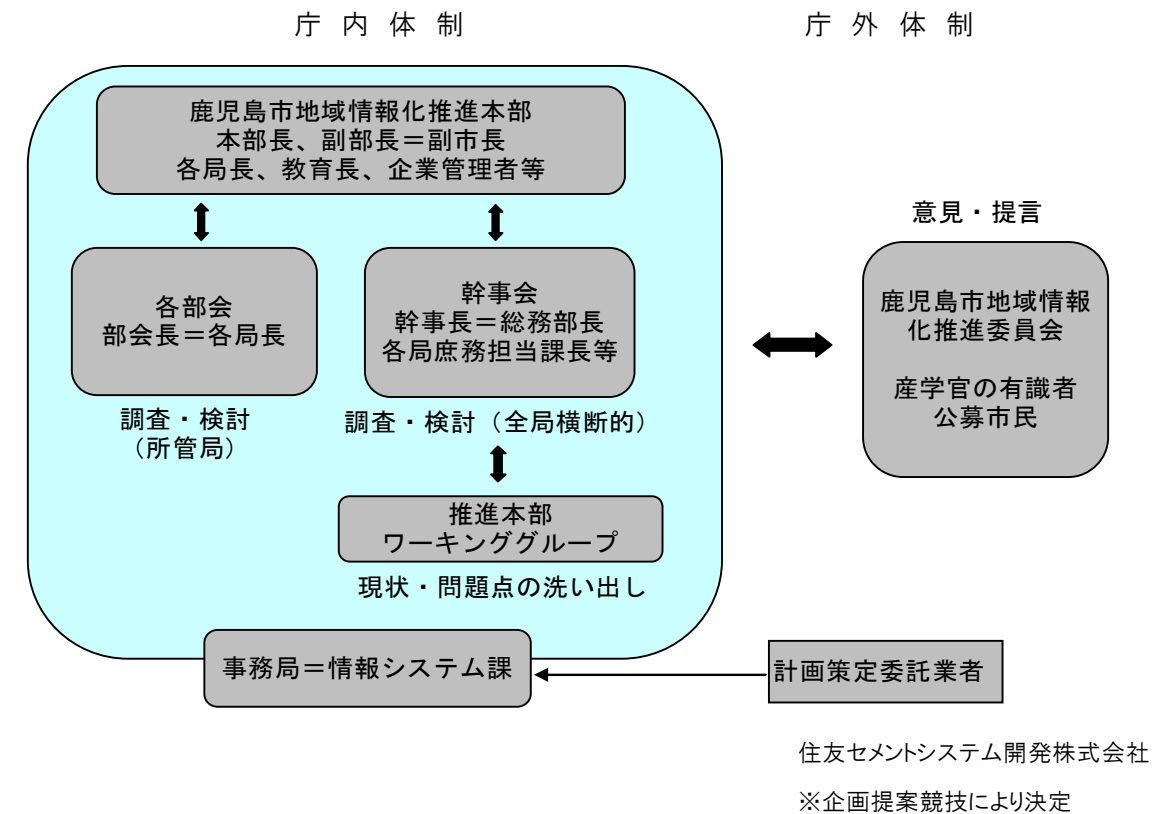 庁内体制
庁外体制
鹿児島市地域情報化推進本部
本部長、副部長＝副市長
各局長、教育長、企業管理者等
各部会
部会長＝各局長
調査・検討
（所管局）
幹事会
幹事長＝総務部長
各局庶務担当課長等
調査・検討（全局横断的）
推進本部
ワーキンググループ
現状・問題点の洗い出し
事務局＝情報システム課
意見・提言
鹿児島市地域情報
化推進委員会
産学官の有識者
公募市民
計画策定委託業者
住友セメントシステム開発株式会社
※企画提案競技により決定